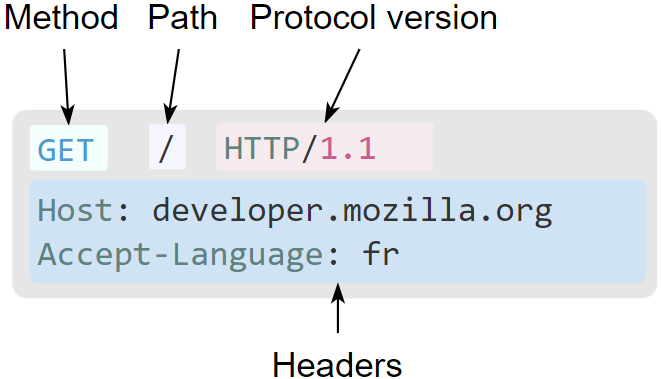 Method Path Protocol version
GET / HTTP/1.1
Host: developer.mozilla.org
Accept-Language: fr
Headers